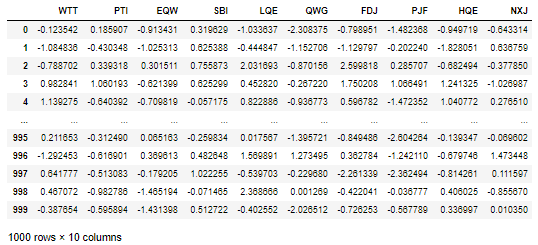 WTT PTI EQW SBI LQE QWG FDJ PJF HQE NXJ
0 -0.123542 0.185907 -0.913431 0.319629 -1.033637 -2.308375 -0.798951 -1.482368 -0.949719 -0.643314
1 -1.084836 -0.430348 -1.025313 0.625388 -0.444847 -1.152706 -1.129797 -0.202240 -1.828051 0.636759
2 -0.788702 0.339318 0.301511 0.755873 2.031693 -0.870156 2.599818 0.285707 -0.682494 -0.377850
3 0.982841 1.060193 -0.621399 0.625299 0.452820 -0.267220 1.750208 1.066491 1.241325 -1.026987
4 1.139275 -0.640392 -0.709819 -0.057175 0.822886 -0.936773 0.596782 -1.472352 1.040772 0.276510
... ... ... ... ... ... ... ... ... ... ...
995 0.211653 -0.312490 0.065163 -0.259834 0.017567 -1.395721 -0.849486 -2.604264 -0.139347 -0.069602
996 -1.292453 -0.616901 0.369613 0.482648 1.569891 1.273495 0.362784 -1.242110 -0.679746 1.473448
997 0.641777 -0.513083 -0.179205 1.022255 -0.539703 -0.229680 -2.261339 -2.362494 -0.814261 0.111597
998 0.467072 -0.982786 -1.465194 -0.071465 2.368666 0.001269 -0.422041 -0.036777 0.406025 -0.855670
999 -0.387654 -0.595894 -1.431398 0.512722 -0.402552 -2.026512 -0.726253 -0.567789 0.336997 0.010350
1000 rows × 10 columns